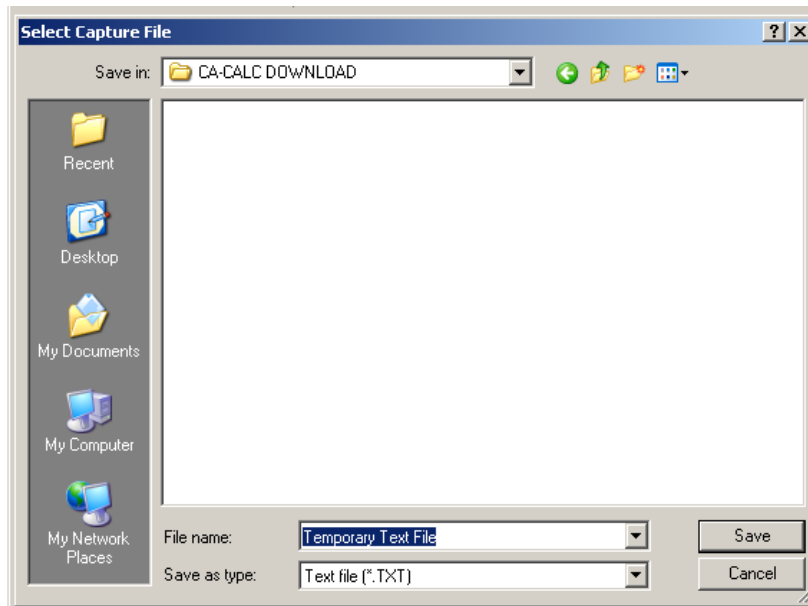 Select Capture File
Save in: CA-CALC DOWNLOAD
Recent
Desktop
My Documents
My Computer
My Network
Places
File name: Temporary Text File Save
Save as type: Text file (*.TXT) Cancel